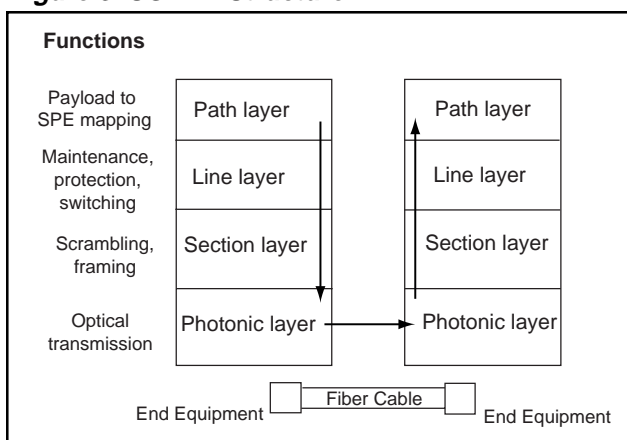 Functions
Payload to
SPE mapping
Path layer
Path layer
Maintenance,
protection,
switching
Line layer
Line layer
Scrambling,
framing
Section layer
Section layer
Optical
transmission
Photonic layer
Photonic layer
Fiber Cable
End Equipment
End Equipment